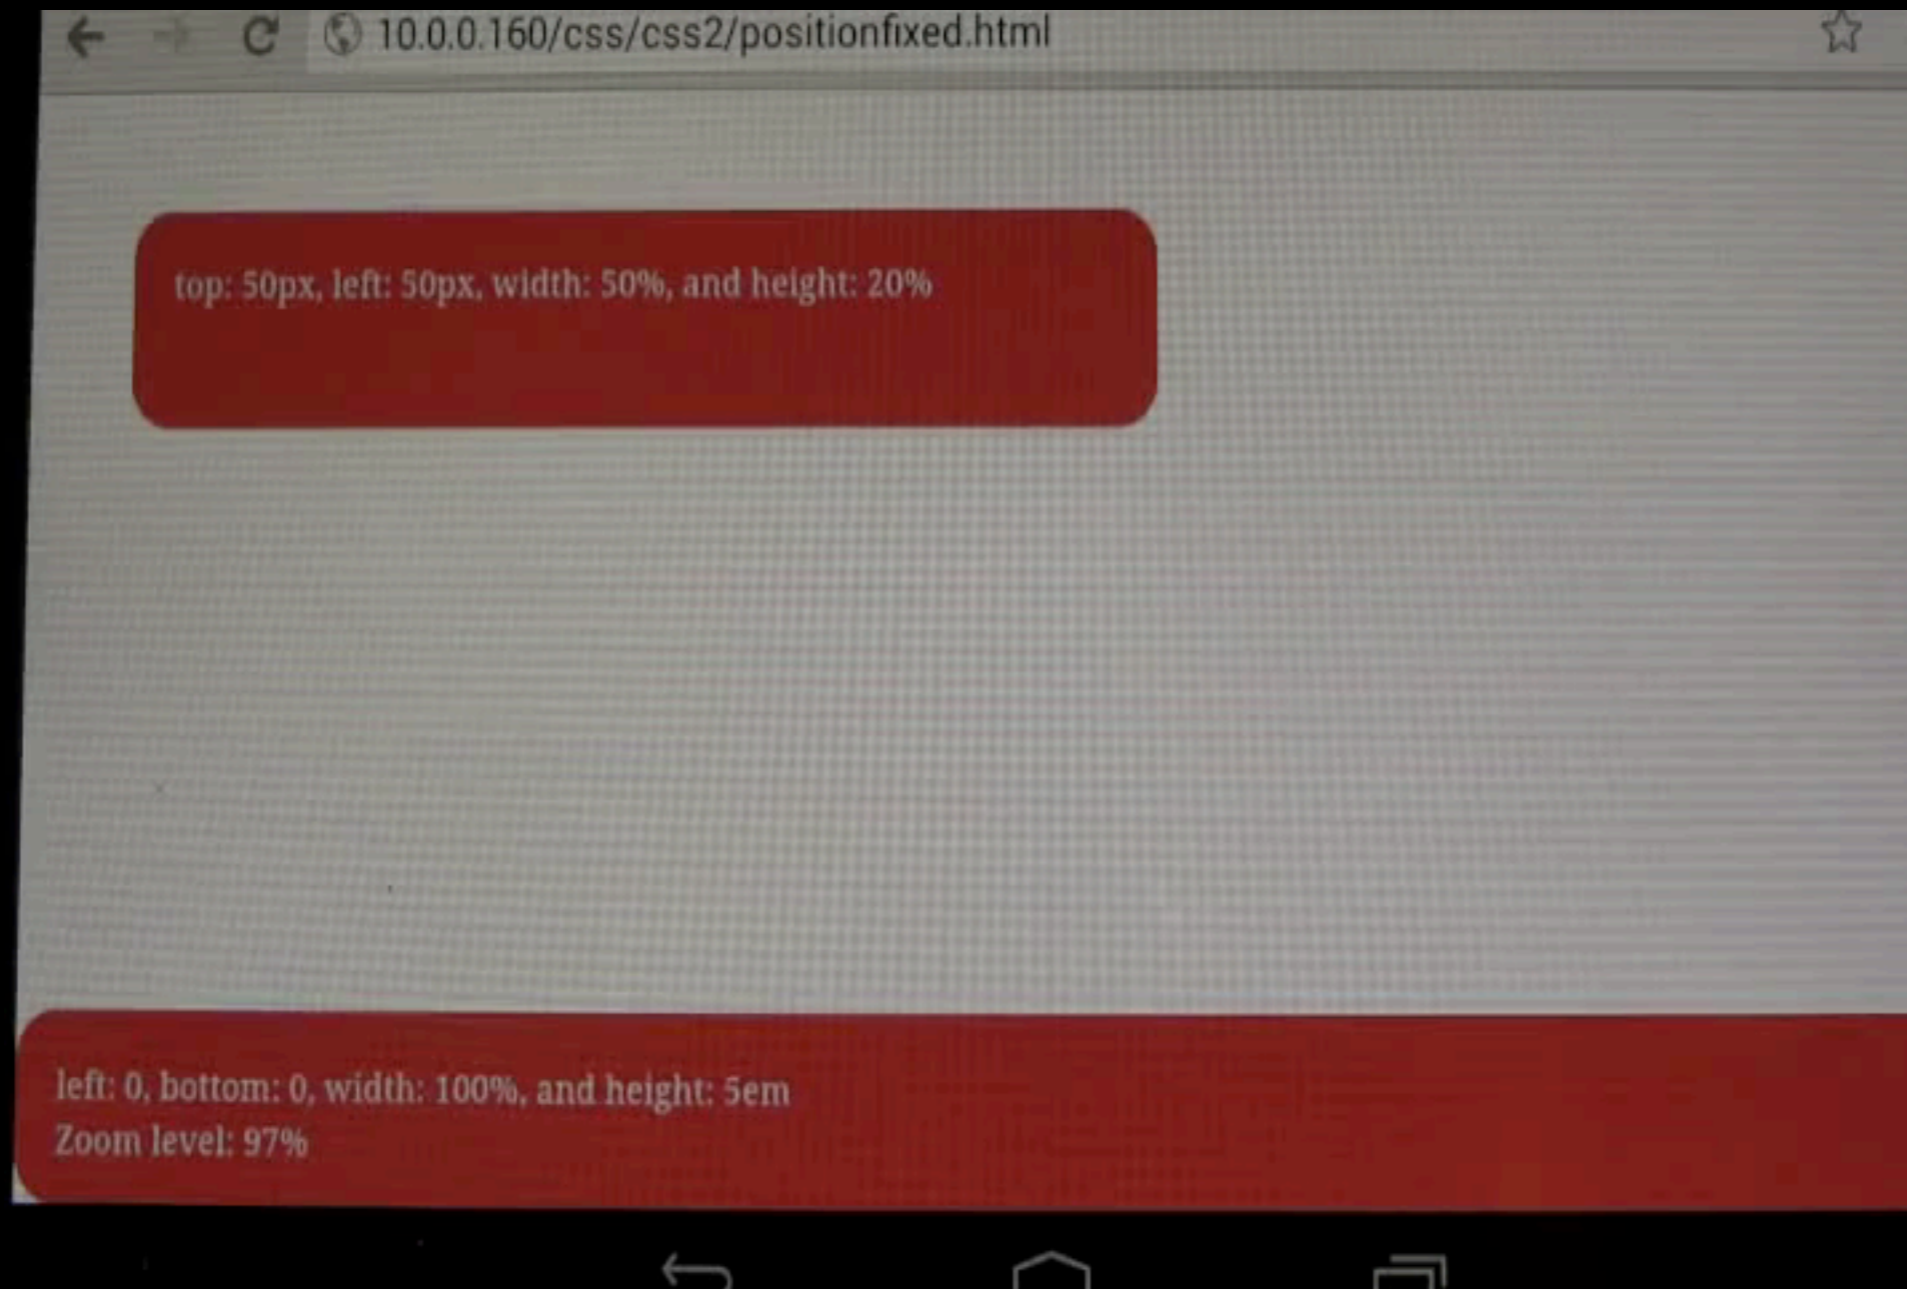 10.0.0.160/css/css2/positionfixed.html
top: 50px, left: 50px, width: 50%, and height: 20%
left: 0, bottom: 0, width: 100%, and height: 5em
Zoom level: 97%